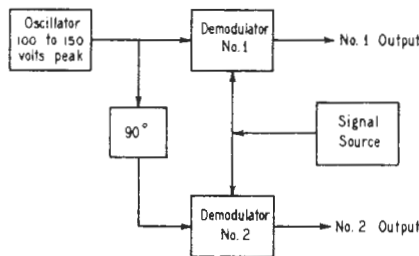 Oscillator
100 to 150
volts peak
Demodulator
No. 1
No. 1 Output
90°
Signal
Source
Demodulator
No. 2
No. 2 Output